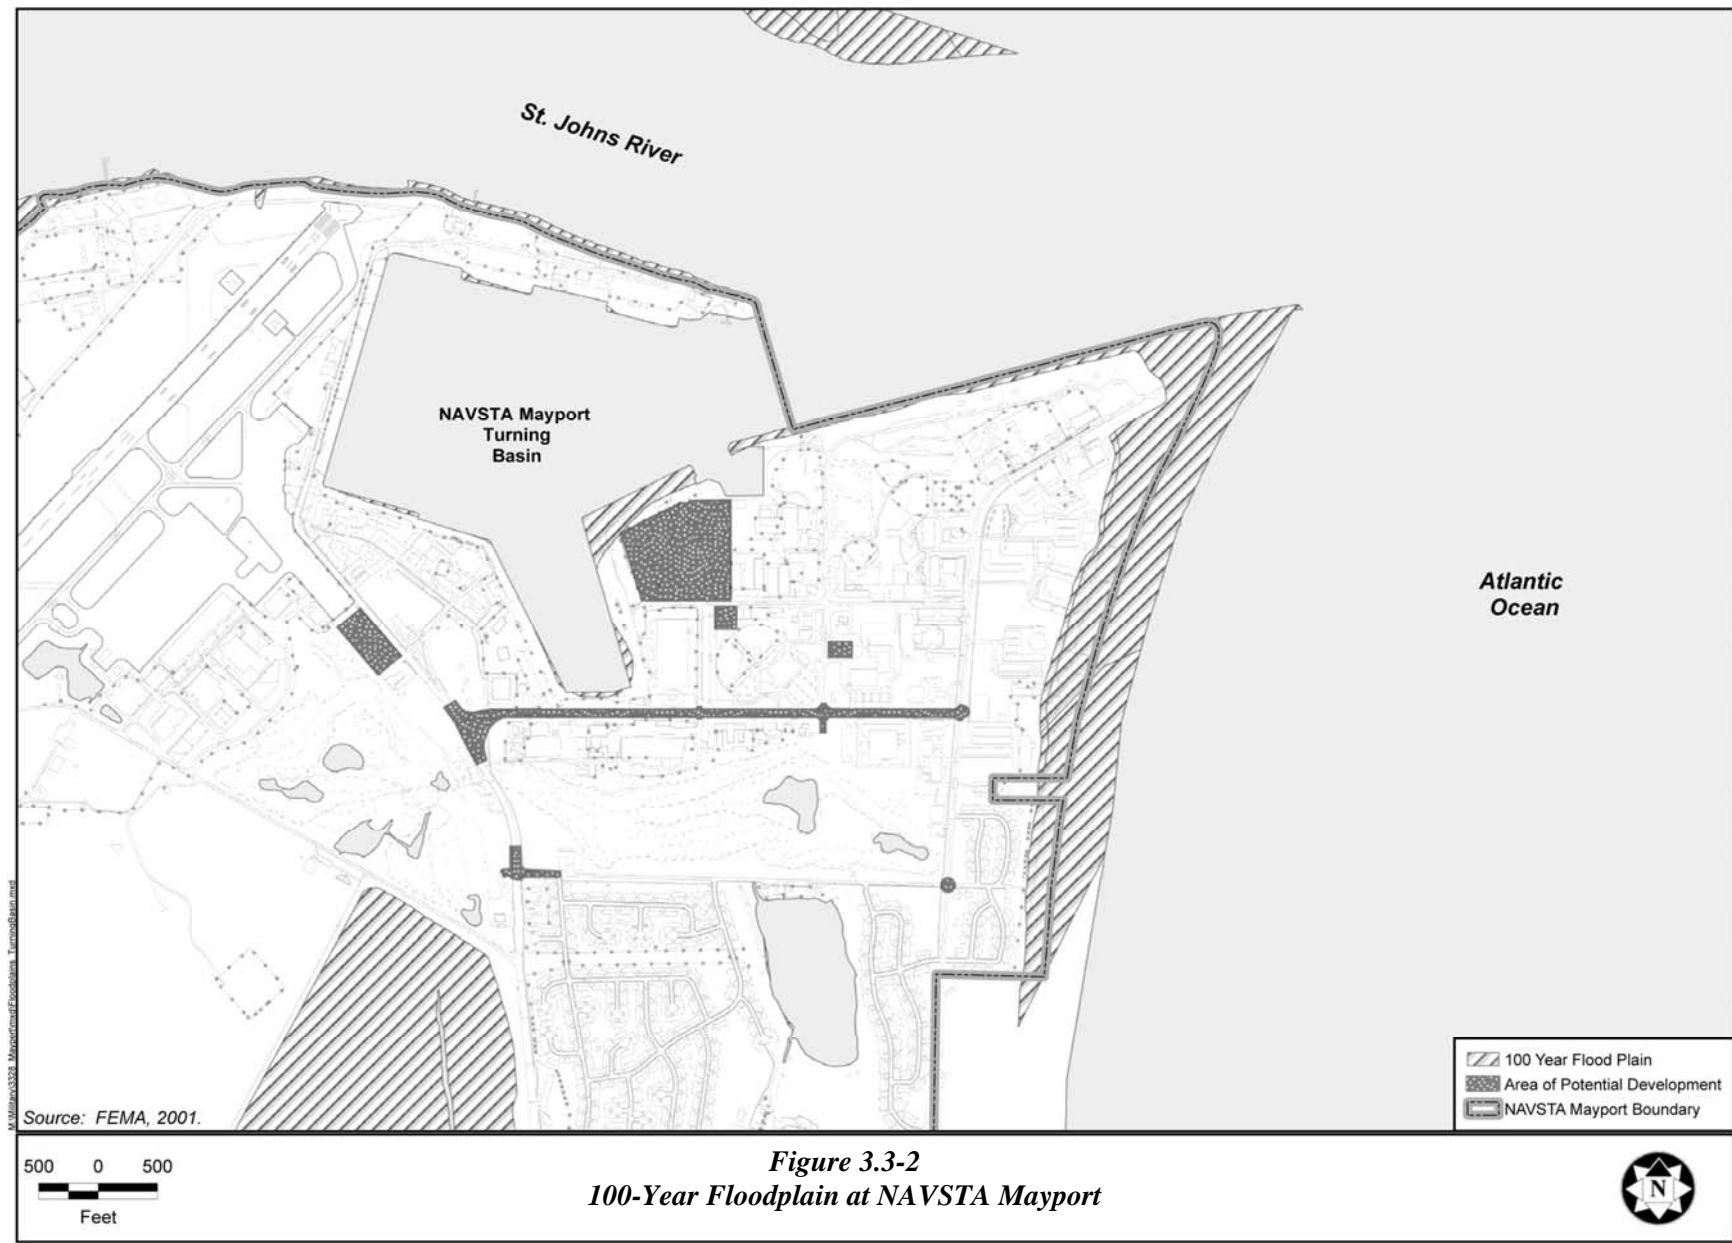 St. Johns River
NAVSTA Mayport
Turning
Basin
Atlantic
Ocean
100 Year Flood Plain
Area of Potential Development
NAVSTA Mayport Boundary
Source: FEMA, 2001.
500 0 500
Feet
Figure 3.3-2
100-Year Floodplain at NAVSTA Mayport
N